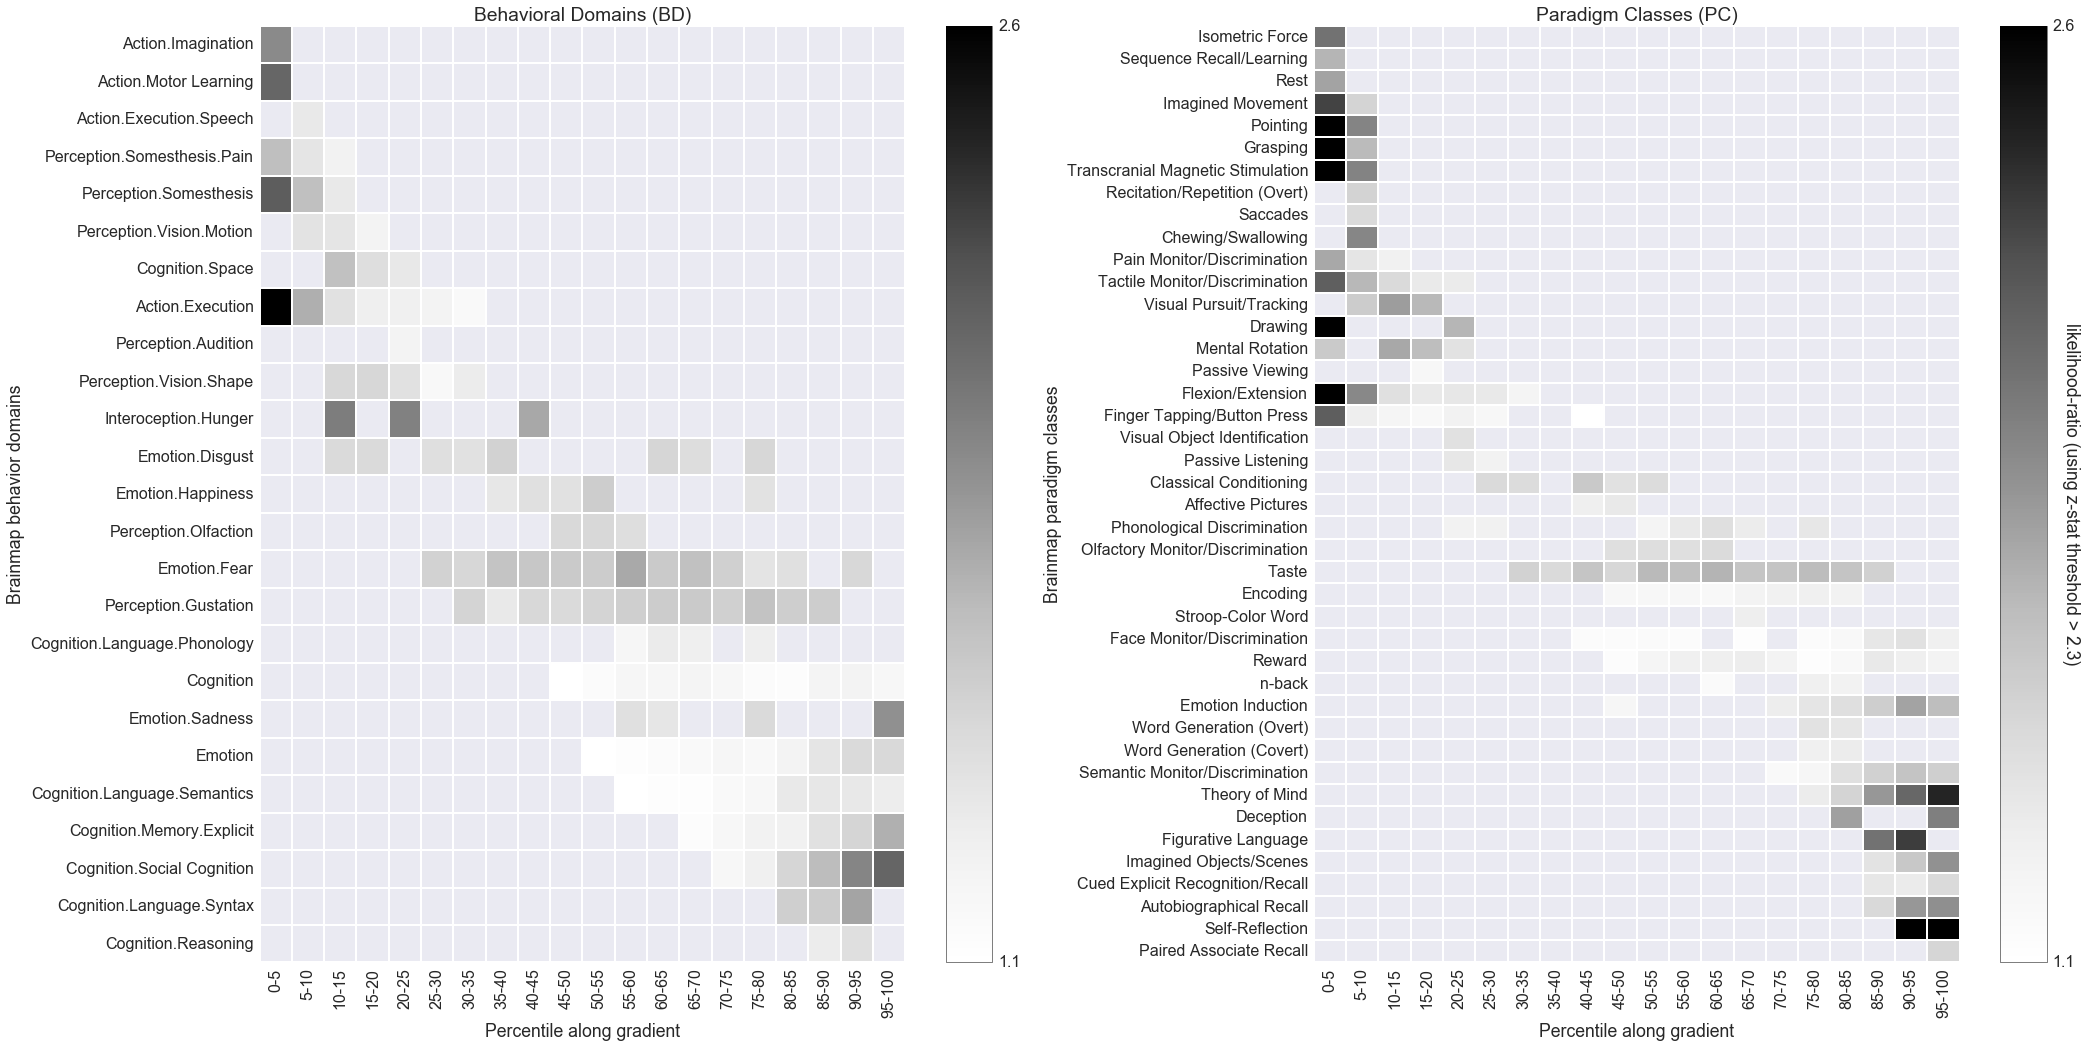 Behavioral Domains (BD)
Brainmap behavior domains
Action.Imagination
Action.Motor Learning
Action.Execution.Speech
Perception.Somesthesis.Pain
Perception.Somesthesis
Perception.Vision.Motion
Cognition.Space
Action.Execution
Perception.Audition
Perception.Vision.Shape
Interoception.Hunger
Emotion.Disgust
Emotion.Happiness
Perception.Olfaction
Emotion.Fear
Perception.Gustation
Cognition.Language.Phonology
Cognition
Emotion.Sadness
Emotion
Cognition.Language.Semantics
Cognition.Memory.Explicit
Cognition.Social Cognition
Cognition.Language.Syntax
Cognition.Reasoning
0-5
5-10
10-15
15-20
20-25
25-30
30-35
35-40
40-45
45-50
50-55
55-60
60-65
65-70
70-75
75-80
80-85
85-90
90-95
95-100
Percentile along gradient
2.6
1.1
Paradigm Classes (PC)
Brainmap paradigm classes
Isometric Force
Sequence Recall/Learning
Rest
Imagined Movement
Pointing
Grasping
Transcranial Magnetic Stimulation
Recitation/Repetition (Overt)
Saccades
Chewing/Swallowing
Pain Monitor/Discrimination
Tactile Monitor/Discrimination
Visual Pursuit/Tracking
Drawing
Mental Rotation
Passive Viewing
Flexion/Extension
Finger Tapping/Button Press
Visual Object Identification
Passive Listening
Classical Conditioning
Affective Pictures
Phonological Discrimination
Olfactory Monitor/Discrimination
Taste
Encoding
Stroop-Color Word
Face Monitor/Discrimination
Reward
n-back
Emotion Induction
Word Generation (Overt)
Word Generation (Covert)
Semantic Monitor/Discrimination
Theory of Mind
Deception
Figurative Language
Imagined Objects/Scenes
Cued Explicit Recognition/Recall
Autobiographical Recall
Self-Reflection
Paired Associate Recall
0-5
5-10
10-15
15-20
20-25
25-30
30-35
35-40
40-45
45-50
50-55
55-60
60-65
65-70
70-75
75-80
80-85
85-90
90-95
95-100
Percentile along gradient
2.6
1.1
likelihood-ratio (using z-stat threshold > 2.3)